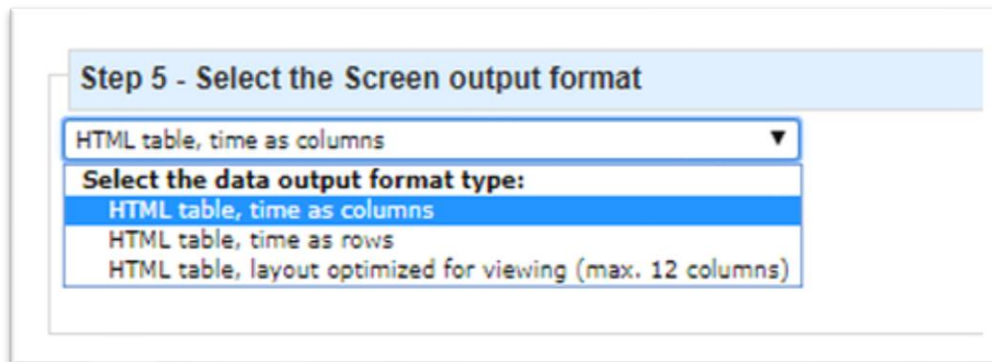 Step 5 - Select the Screen output format
HTML table, time as columns
Select the data output format type:
HTML table, time as columns
HTML table, time as rows
HTML table, layout optimized for viewing (max. 12 columns)